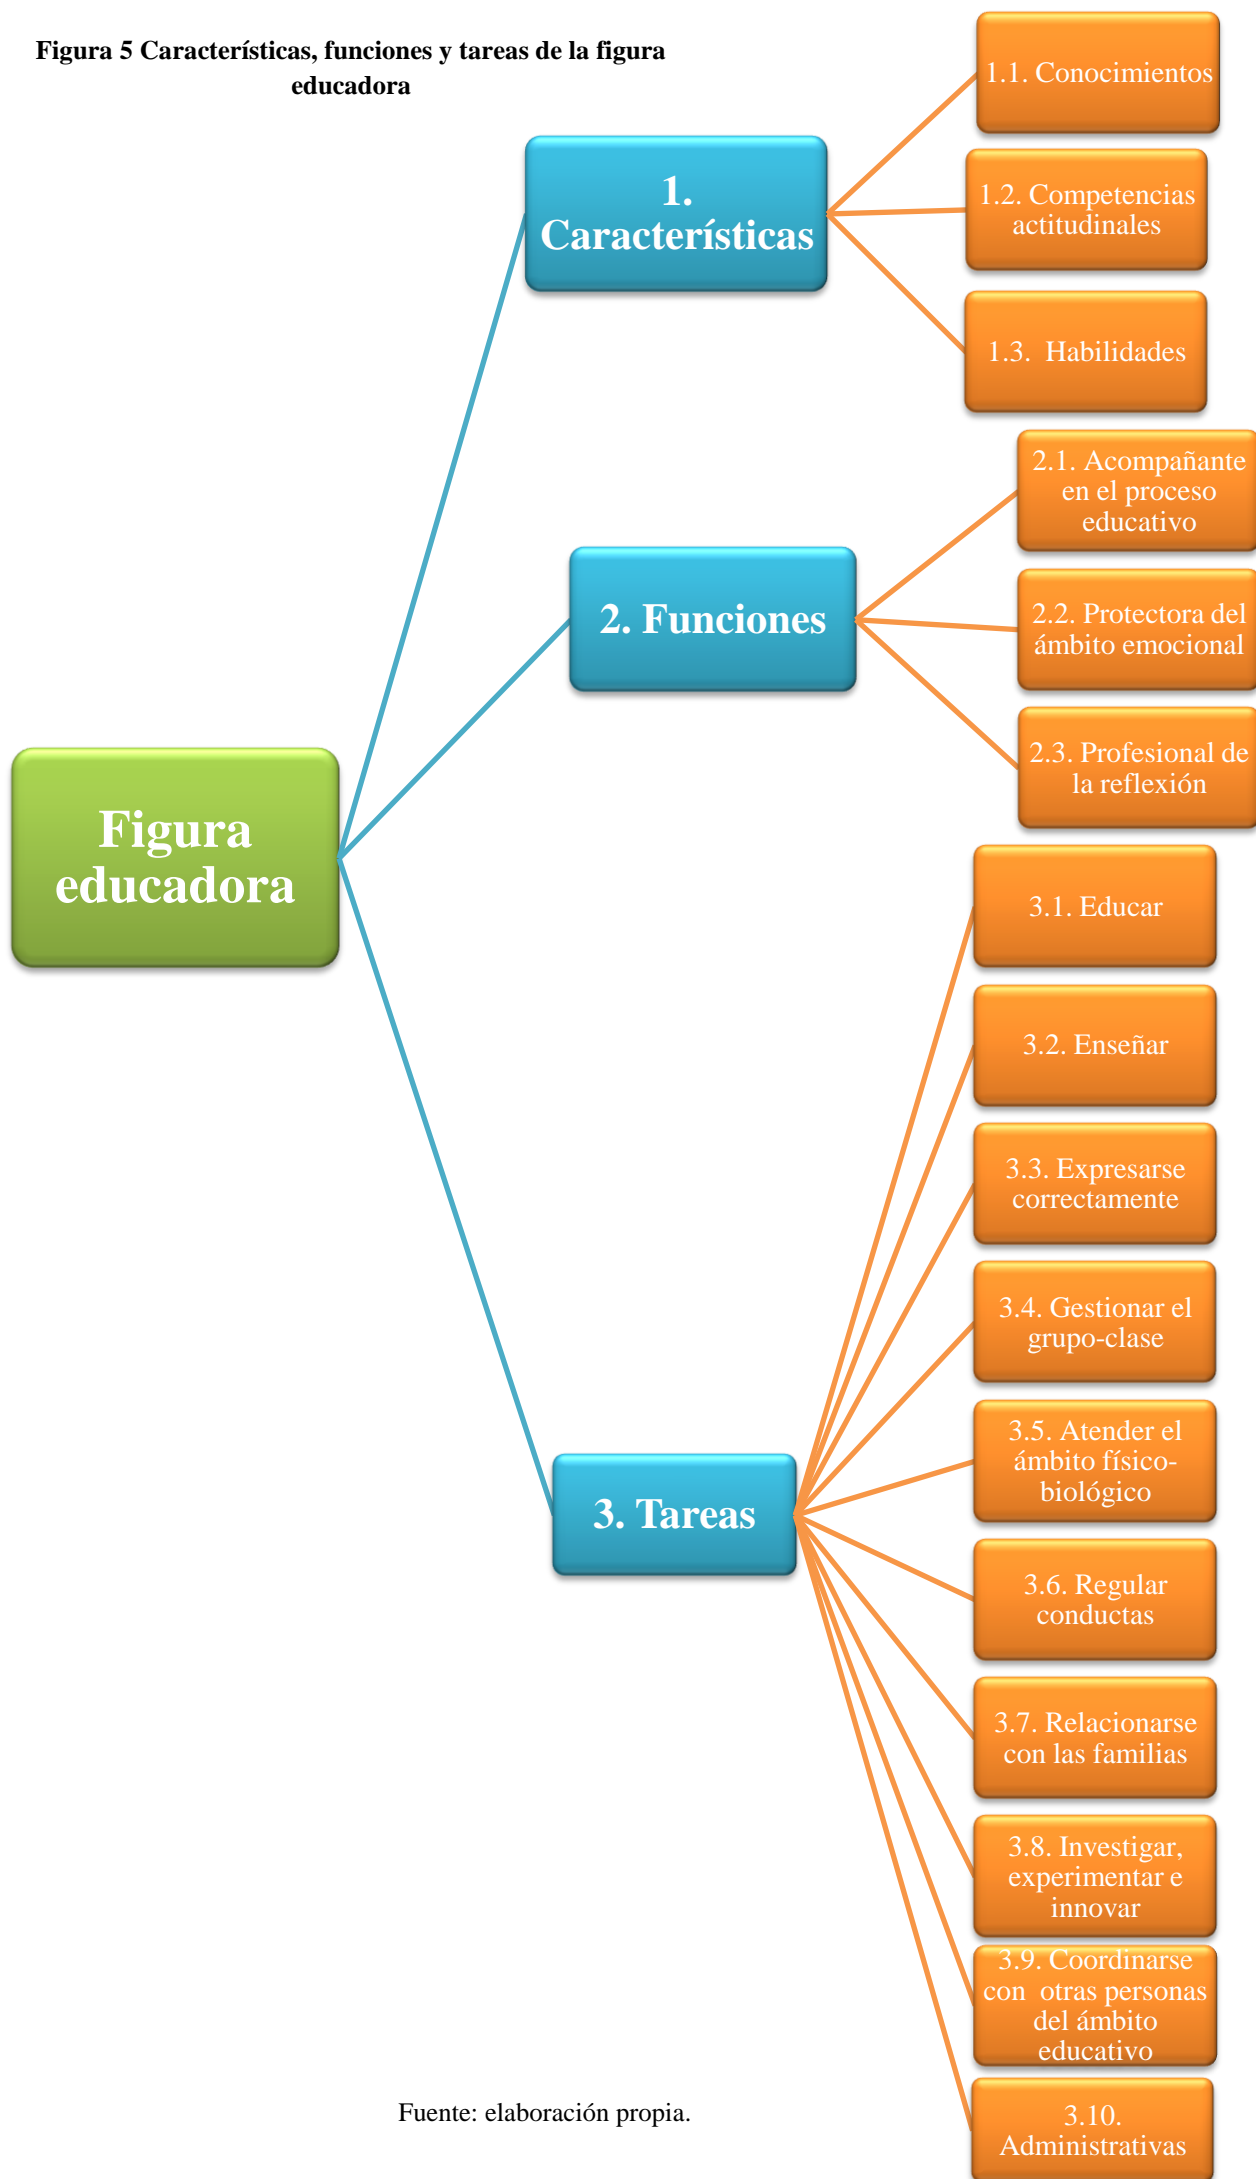 Figura 5 Características, funciones y tareas de la figura
educadora
Figura
educadora
1.
Características
1.1. Conocimientos
1.2. Competencias
actitudinales
1.3.  Habilidades
2. Funciones
2.1. Acompañante
en el proceso
educativo
2.2. Protectora del
ámbito emocional
2.3. Profesional de
la reflexión
3. Tareas
3.1. Educar
3.2. Enseñar
3.3. Expresarse
correctamente
3.4. Gestionar el
grupo-clase
3.5. Atender el
ámbito físico-
biológico
3.6. Regular
conductas
3.7. Relacionarse
con las familias
3.8. Investigar,
experimentar e
innovar
3.9. Coordinarse
con  otras personas
del ámbito
educativo
3.10.
Administrativas
Fuente: elaboración propia.